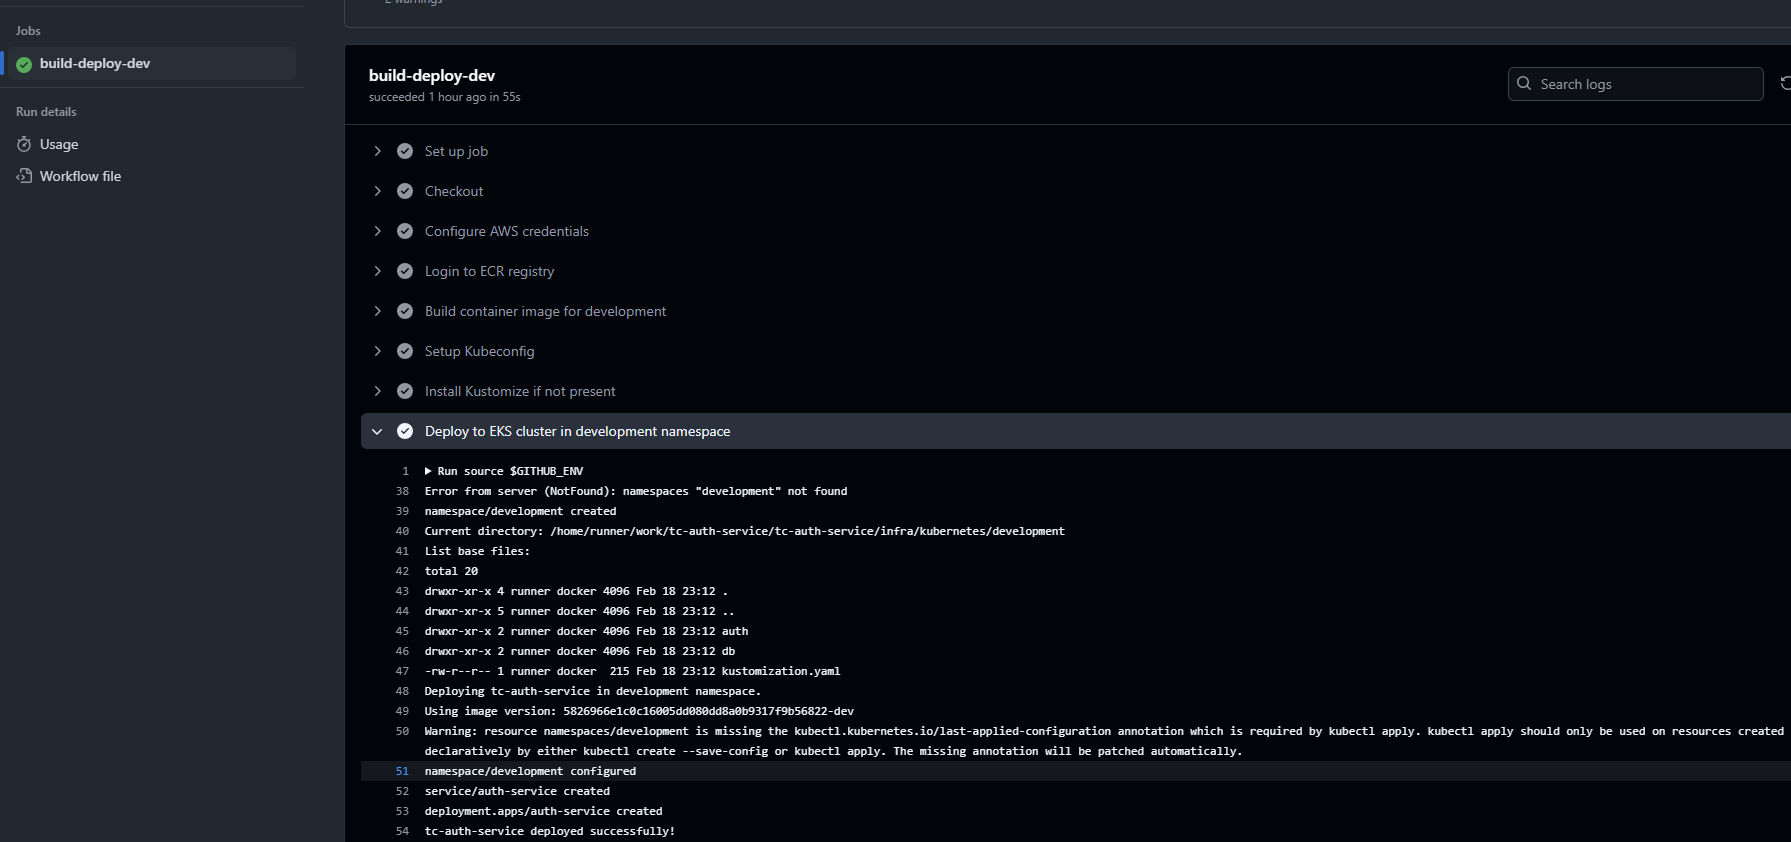 2 warnings
Jobs
build-deploy-dev
Run details
Usage
Workflow file
build-deploy-dev
succeeded 1 hour ago in 55s
Search logs
Set up job
Checkout
Configure AWS credentials
Login to ECR registry
Build container image for development
Setup Kubeconfig
Install Kustomize if not present
Deploy to EKS cluster in development namespace
1 Run source $GITHUB_ENV
38 Error from server (NotFound): namespaces "development" not found
39 namespace/development created
40 Current directory: /home/runner/work/tc-auth-service/tc-auth-service/infra/kubernetes/development
41 List base files:
42 total 20
43 drwxr-xr-x 4 runner docker 4096 Feb 18 23:12 .
44 drwxr-xr-x 5 runner docker 4096 Feb 18 23:12 ..
45 drwxr-xr-x 2 runner docker 4096 Feb 18 23:12 auth
46 drwxr-xr-x 2 runner docker 4096 Feb 18 23:12 db
47 -rw-r--r-- 1 runner docker  215 Feb 18 23:12 kustomization.yaml
48 Deploying tc-auth-service in development namespace.
49 Using image version: 5826966e1c0c16005dd080dd8a0b9317f9b56822-dev
50 Warning: resource namespaces/development is missing the kubectl.kubernetes.io/last-applied-configuration annotation which is required by kubectl apply. kubectl apply should only be used on resources created
declaratively by either kubectl create --save-config or kubectl apply. The missing annotation will be patched automatically.
51 namespace/development configured
52 service/auth-service created
53 deployment.apps/auth-service created
54 tc-auth-service deployed successfully!